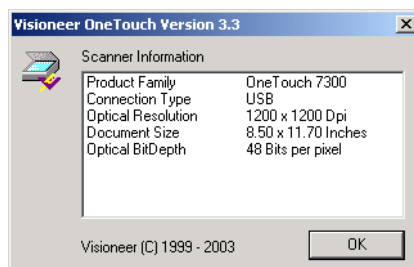 Visioneer OneTouch Version 3.3
Scanner Information
Product Family OneTouch 7300
Connection Type USB
Optical Resolution 1200 x 1200 Dpi
Document Size 8.50 x 11.70 Inches
Optical BitDepth 48 Bits per pixel
Visioneer (C) 1999 - 2003 OK